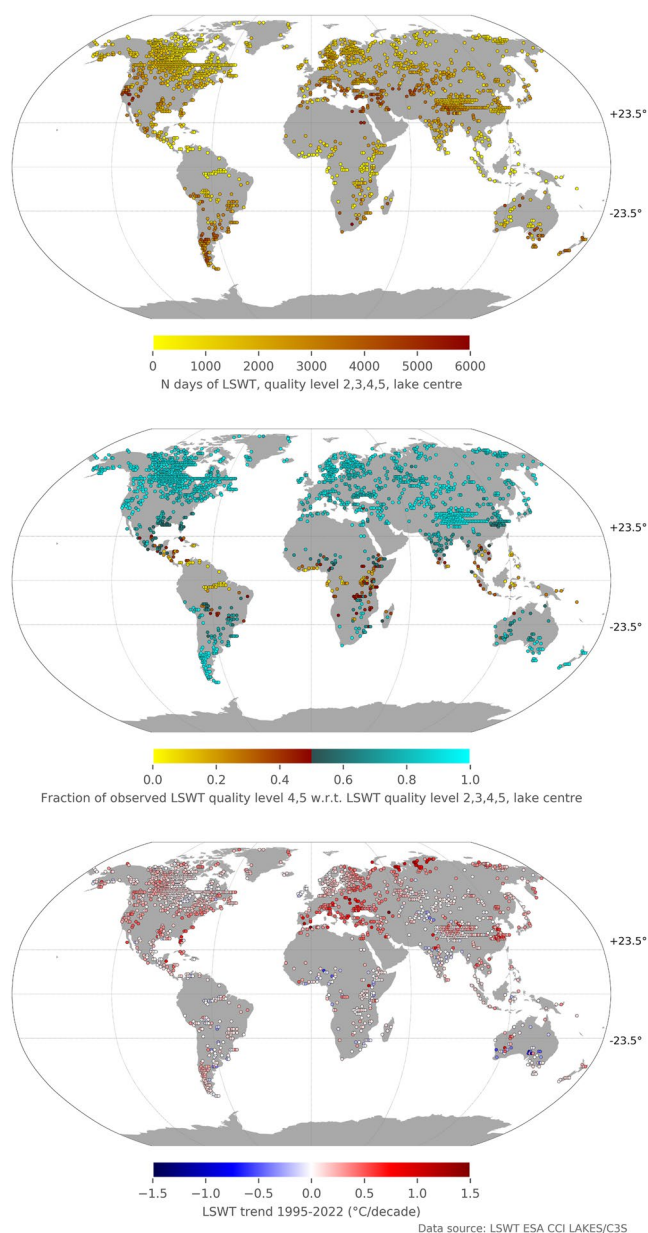 +23.5°
-23.5°
0 1000 2000 3000 4000 5000 6000
N days of LSWT, quality level 2,3,4,5, lake centre
+23.5°
-23.5°
0.0 0.2 0.4 0.6 0.8 1.0
Fraction of observed LSWT quality level 4,5 w.r.t. LSWT quality level 2,3,4,5, lake centre
+23.5°
-23.5°
−1.5 −1.0 −0.5 0.0 0.5 1.0 1.5
LSWT trend 1995-2022 (°C/decade)
Data source: LSWT ESA CCI LAKES/C3S